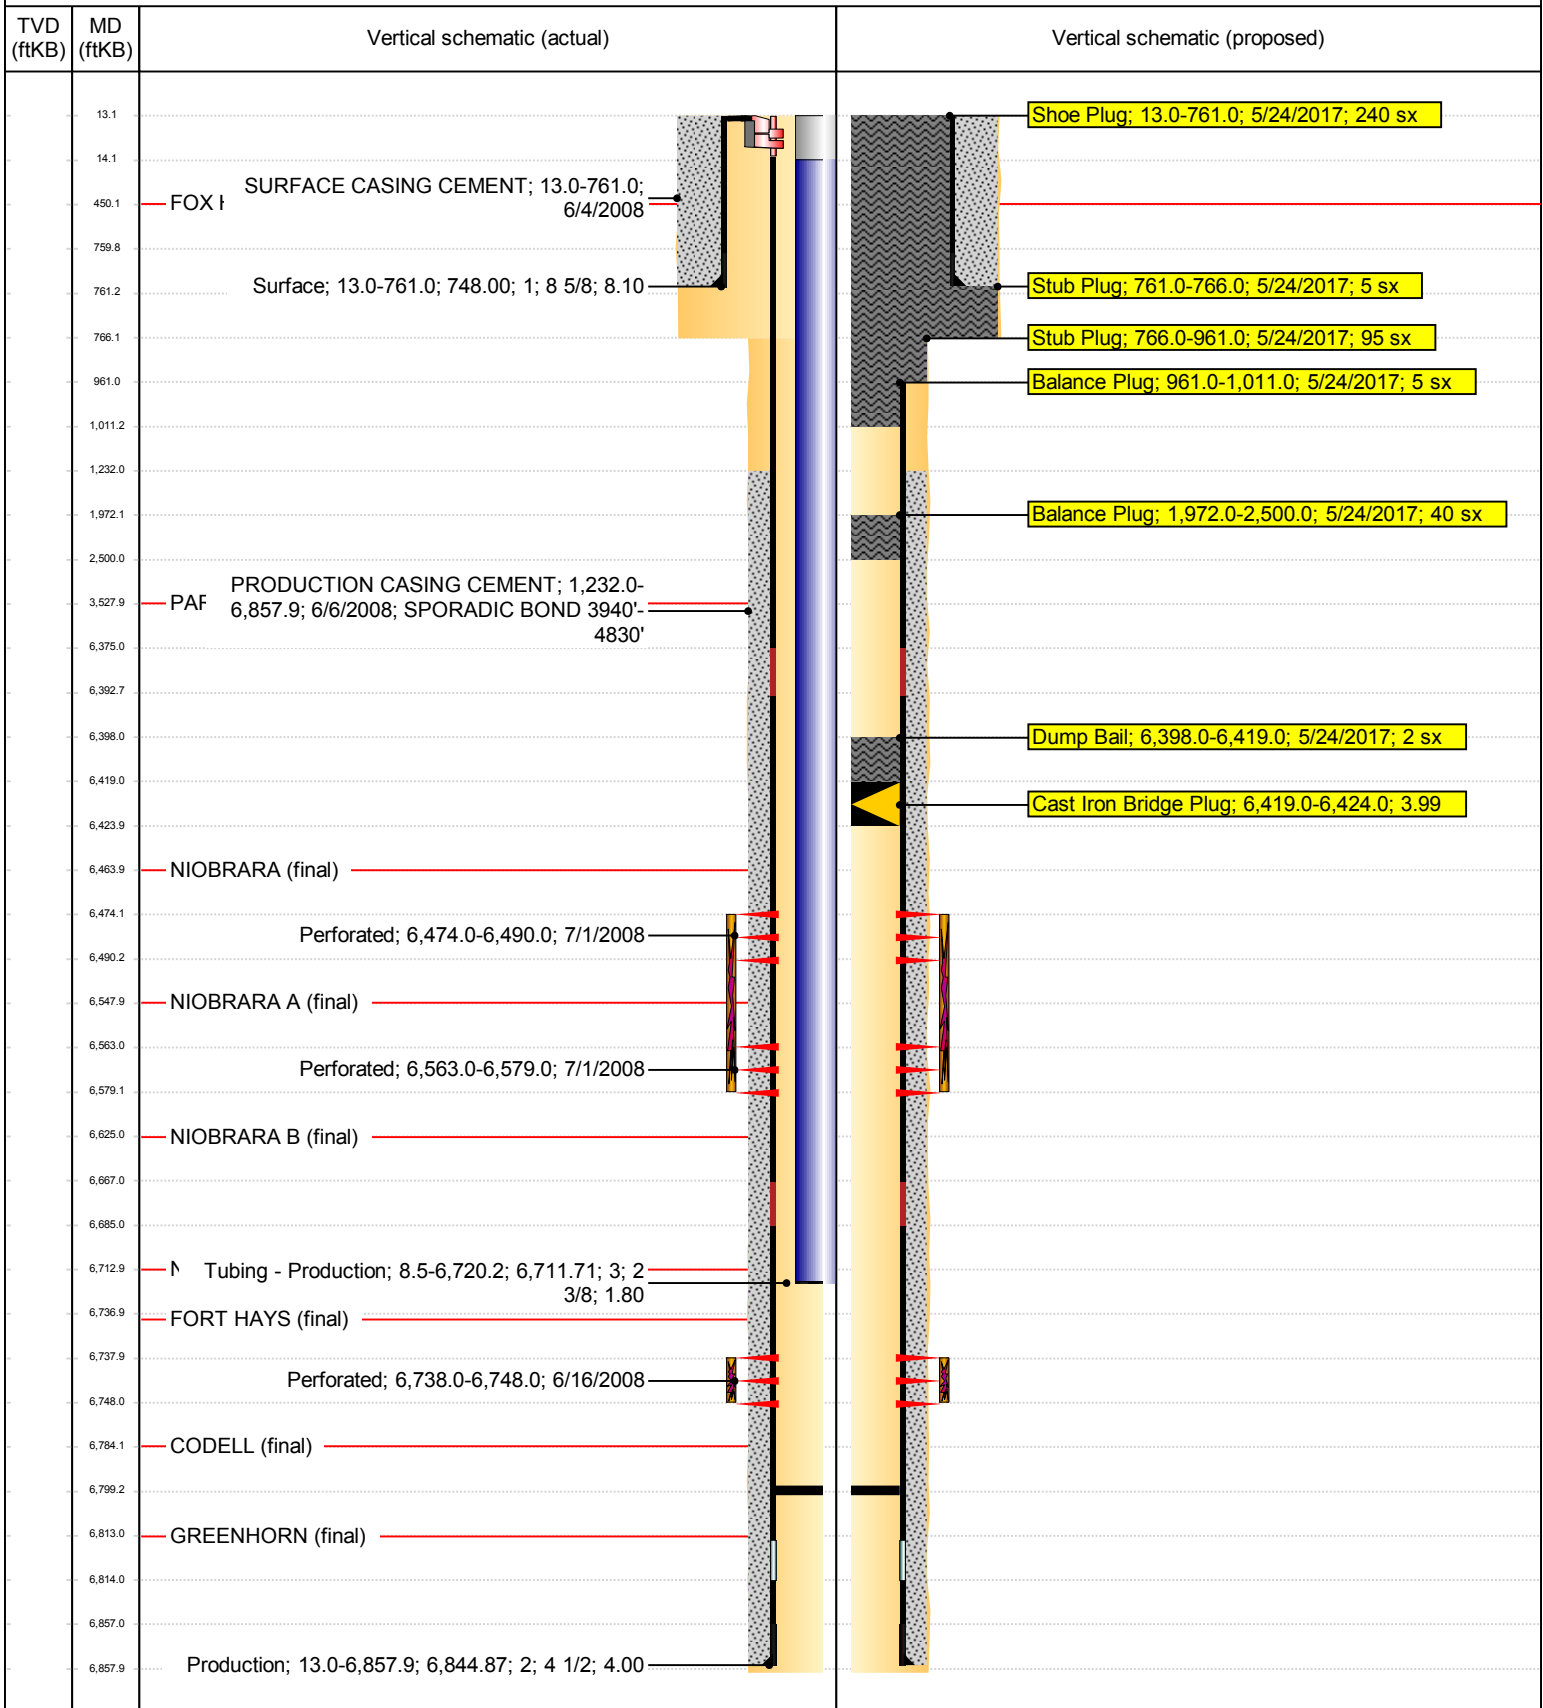 TVD (ftKB)
MD (ftKB)
Vertical schematic (actual)
Vertical schematic (proposed)
13.1
Shoe Plug; 13.0-761.0; 5/24/2017; 240 sx
14.1
SURFACE CASING CEMENT; 13.0-761.0;
6/4/2008
450.1
FOX
759.8
761.2
Surface; 13.0-761.0; 748.00; 1; 8 5/8; 8.10
Stub Plug; 761.0-766.0; 5/24/2017; 5 sx
766.1
Stub Plug; 766.0-961.0; 5/24/2017; 95 sx
961.0
Balance Plug; 961.0-1,011.0; 5/24/2017; 5 sx
1,011.2
1,232.0
1,972.1
Balance Plug; 1,972.0-2,500.0; 5/24/2017; 40 sx
2,500.0
PRODUCTION CASING CEMENT; 1,232.0-
3,527.9
6,857.9; 6/6/2008; SPORADIC BOND 3940'-
4830'
6,375.0
6,392.7
6,398.0
Dump Bail; 6,398.0-6,419.0; 5/24/2017; 2 sx
6,419.0
Cast Iron Bridge Plug; 6,419.0-6,424.0; 3.99
6,423.9
6,463.9
NIOBRARA (final)
6,474.1
Perforated; 6,474.0-6,490.0; 7/1/2008
6,490.2
6,547.9
NIOBRARA A (final)
6,563.0
Perforated; 6,563.0-6,579.0; 7/1/2008
6,579.1
6,625.0
NIOBRARA B (final)
6,667.0
6,685.0
6,712.9
Tubing - Production; 8.5-6,720.2; 6,711.71; 3; 2
3/8; 1.80
6,736.9
FORT HAYS (final)
6,737.9
Perforated; 6,738.0-6,748.0; 6/16/2008
6,748.0
6,784.1
CODELL (final)
6,799.2
6,813.0
GREENHORN (final)
6,814.0
6,857.0
6,857.9
Production; 13.0-6,857.9; 6,844.87; 2; 4 1/2; 4.00